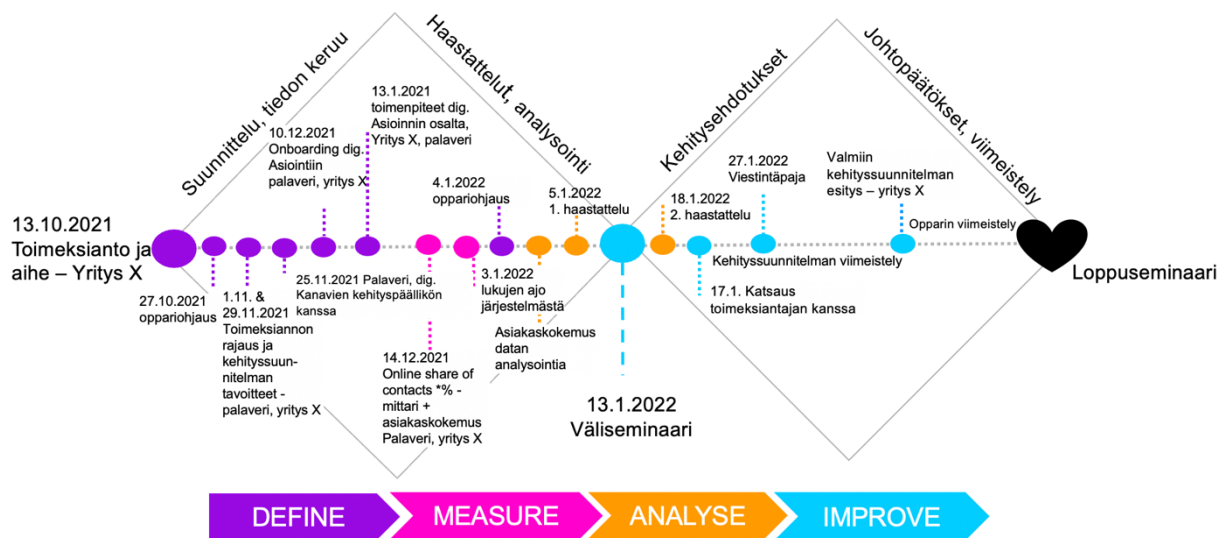 Suunnittelu, tiedon keruu
Haastattelut, analysointi
Kehitysehdotukset
Johtopäätökset, viimeistely
13.10.2021
Toimeksianto ja
aihe – Yritys X
27.10.2021
oppariohjaus
1.11. &
29.11.2021
Toimeksiannon
rajaus ja
kehityssuun-
nitelman
tavoitteet -
palaveri, yritys X
25.11.2021 Palaveri, dig.
Kanavien kehityspäällikön
kanssa
10.12.2021
Onboarding dig.
Asiointiin
palaveri, yritys X
13.1.2021
toimenpiteet dig.
Asioinnin osalta,
Yritys X, palaveri
14.12.2021
Online share of
contacts *% -
mittari +
asiakaskokemus
Palaveri, yritys X
3.1.2022
lukujen ajo
järjestelmästä
4.1.2022
oppariohjaus
Asiakaskokemus
datan
analysointia
5.1.2022
1. haastattelu
13.1.2022
Väliseminaari
18.1.2022
2. haastattelu
17.1. Katsaus
toimeksiantajan kanssa
27.1.2022
Viestintäpaja
Kehityssuunnitelman viimeistely
Valmiin
kehityssuunnitelman
esitys – yritys X
Opparin viimeistely
Loppuseminaari
DEFINE
MEASURE
ANALYSE
IMPROVE